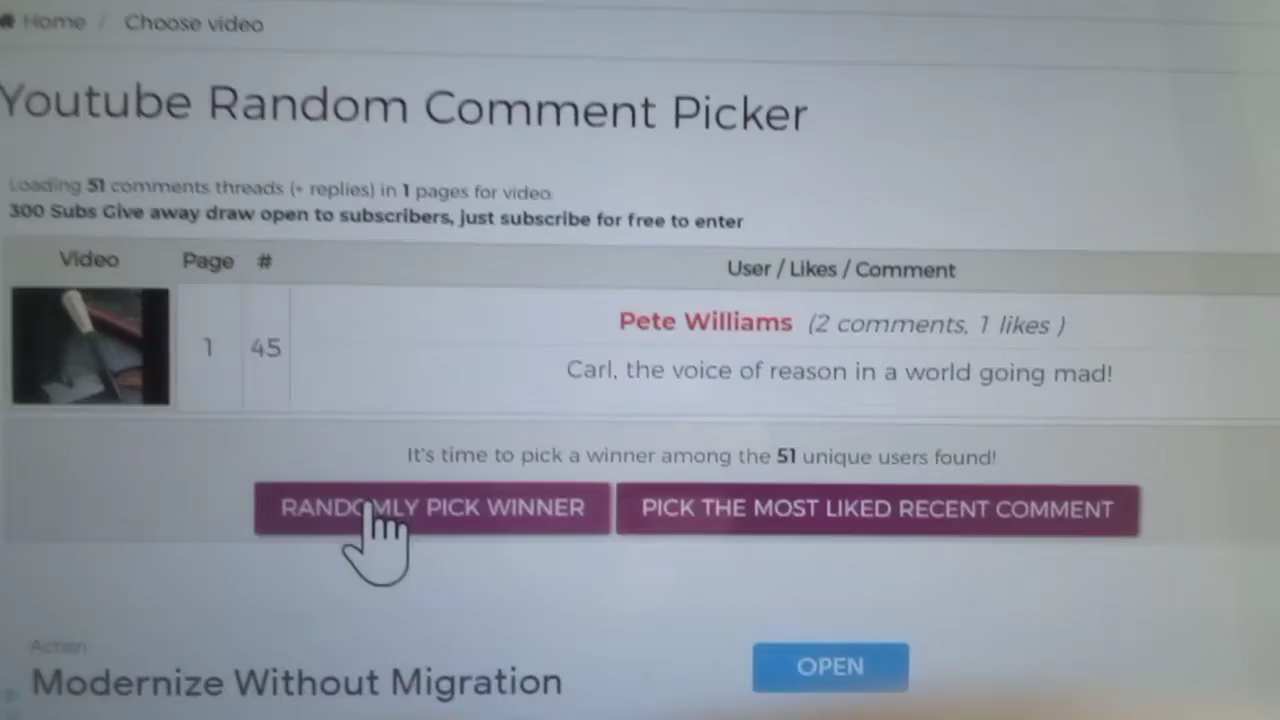 Home / Choose video
Youtube Random Comment Picker
Loading 51 comments threads (+ replies) in 1 pages for video:
300 Subs Give away draw open to subscribers, just subscribe for free to enter
Video Page # User / Likes / Comment
Pete Williams (2 comments, 1 likes )
1 45
Carl, the voice of reason in a world going mad!
It's time to pick a winner among the 51 unique users found!
RANDOMLY PICK WINNER PICK THE MOST LIKED RECENT COMMENT
Action
Modernize Without Migration OPEN